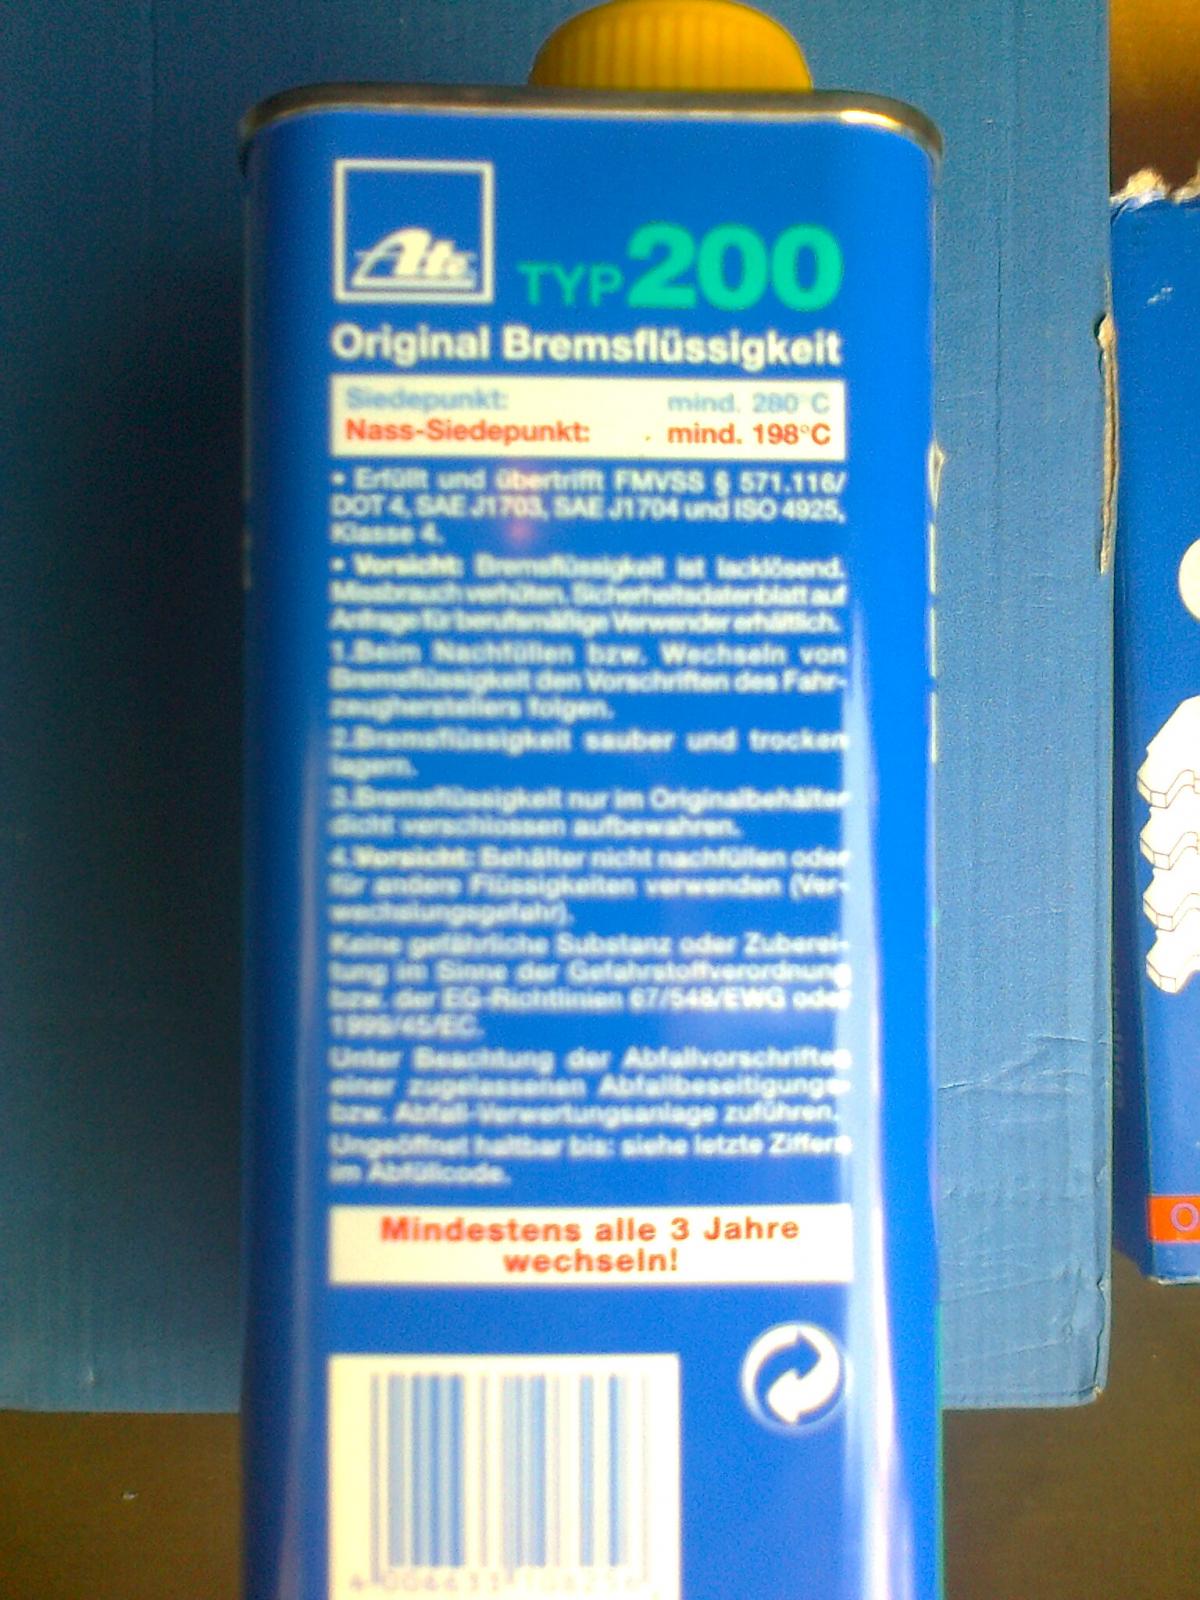 Ate
TYP 200
Original Bremsflüssigkeit
Siedepunkt: mind. 280°C
Nass-Siedepunkt: mind. 198°C
• Erfüllt und übertrifft FMVSS § 571.116/
DOT 4, SAE J1703, SAE J1704 und ISO 4925,
Klasse 4.
• Vorsicht: Bremsflüssigkeit ist lacklösend.
Missbrauch verhüten. Sicherheitsdatenblatt auf
Anfrage für berufsmäßige Verwender erhältlich.
1.Beim Nachfüllen bzw. Wechseln von
Bremsflüssigkeit den Vorschriften des Fahr-
zeugherstellers folgen.
2.Bremsflüssigkeit sauber und trocken
lagern.
3.Bremsflüssigkeit nur im Originalbehälter
dicht verschlossen aufbewahren.
4.Vorsicht: Behälter nicht nachfüllen oder
für andere Flüssigkeiten verwenden (Ver-
wechslungsgefahr).
Keine gefährliche Substanz oder Zuberei-
tung im Sinne der Gefahrstoffverordnung
bzw. der EG-Richtlinien 67/548/EWG oder
1999/45/EC.
Unter Beachtung der Abfallvorschriften
einer zugelassenen Abfallbeseitigungs-
bzw. Abfall-Verwertungsanlage zuführen.
Ungeöffnet haltbar bis: siehe letzte Ziffern
im Abfüllcode.
Mindestens alle 3 Jahre
wechseln!
O